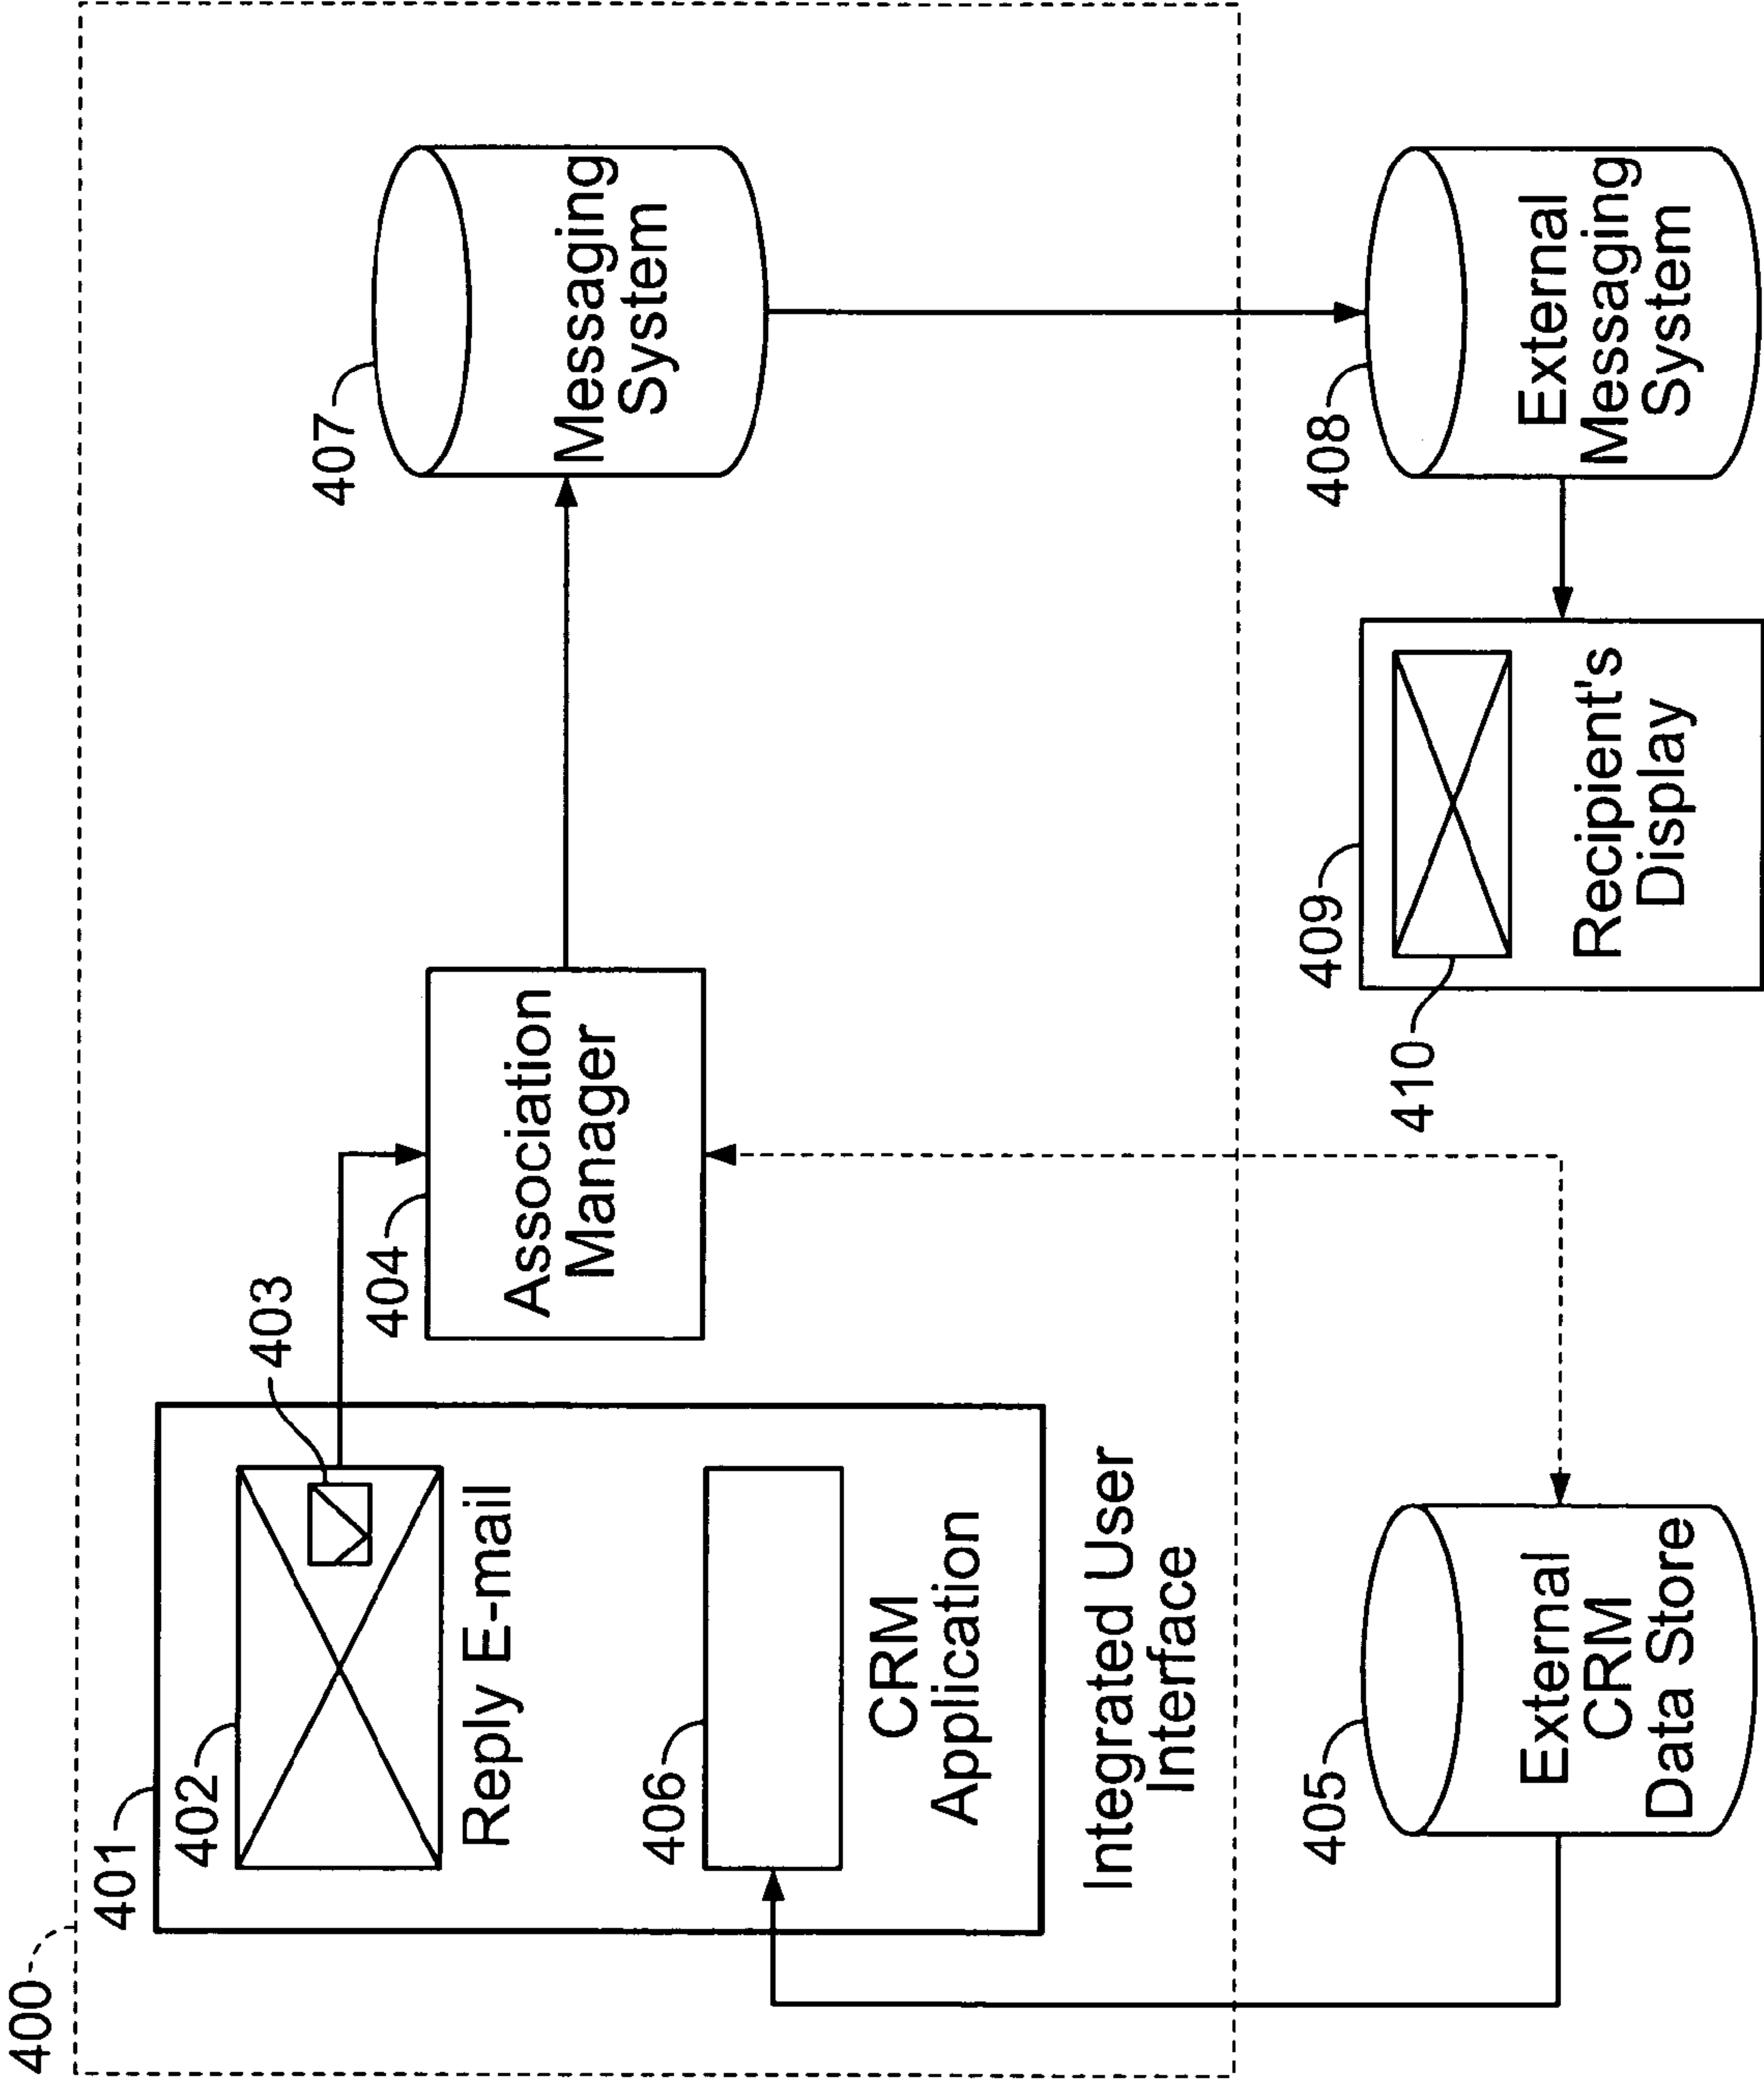 400
401
402
403
Reply E-mail
404
Association
Manager
407
Messaging
System
406
CRM
Application
Integrated User
Interface
405
External
CRM
Data Store
409
410
Recipient's
Display
408
External
Messaging
System